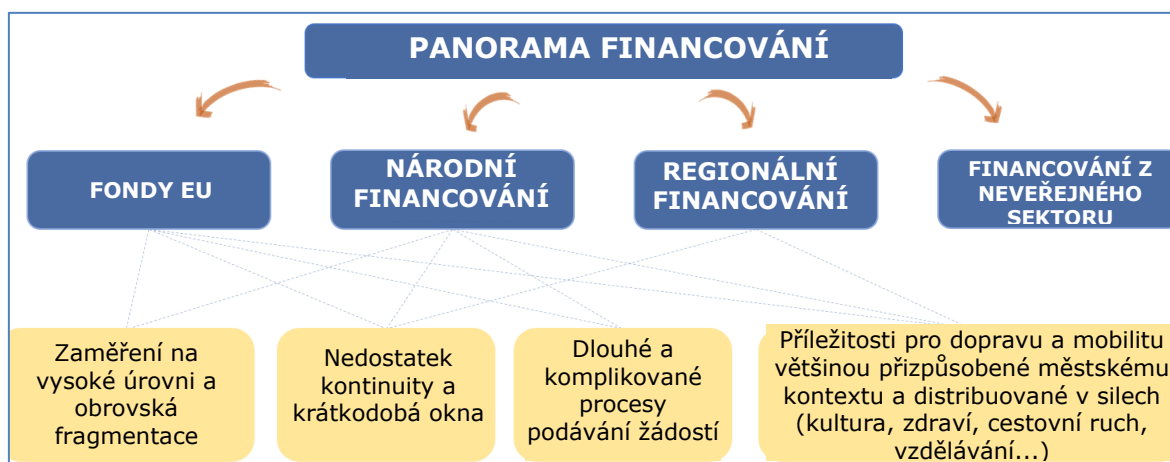 PANORAMA FINANCOVÁNÍ
FONDY EU
NÁRODNÍ
FINANCOVÁNÍ
REGIONÁLNÍ
FINANCOVÁNÍ
FINANCOVÁNÍ Z
NEVEŘEJNÉHO
SEKTORU
Zaměření na
vysoké úrovni a
obrovská
fragmentace
Nedostatek
kontinuity a
krátkodobá okna
Dlouhé a
komplikované
procesy
podávání žádostí
Příležitosti pro dopravu a mobilitu
většinou přizpůsobené městskému
kontextu a distribuované v silech
(kultura, zdraví, cestovní ruch,
vzdělávání...)